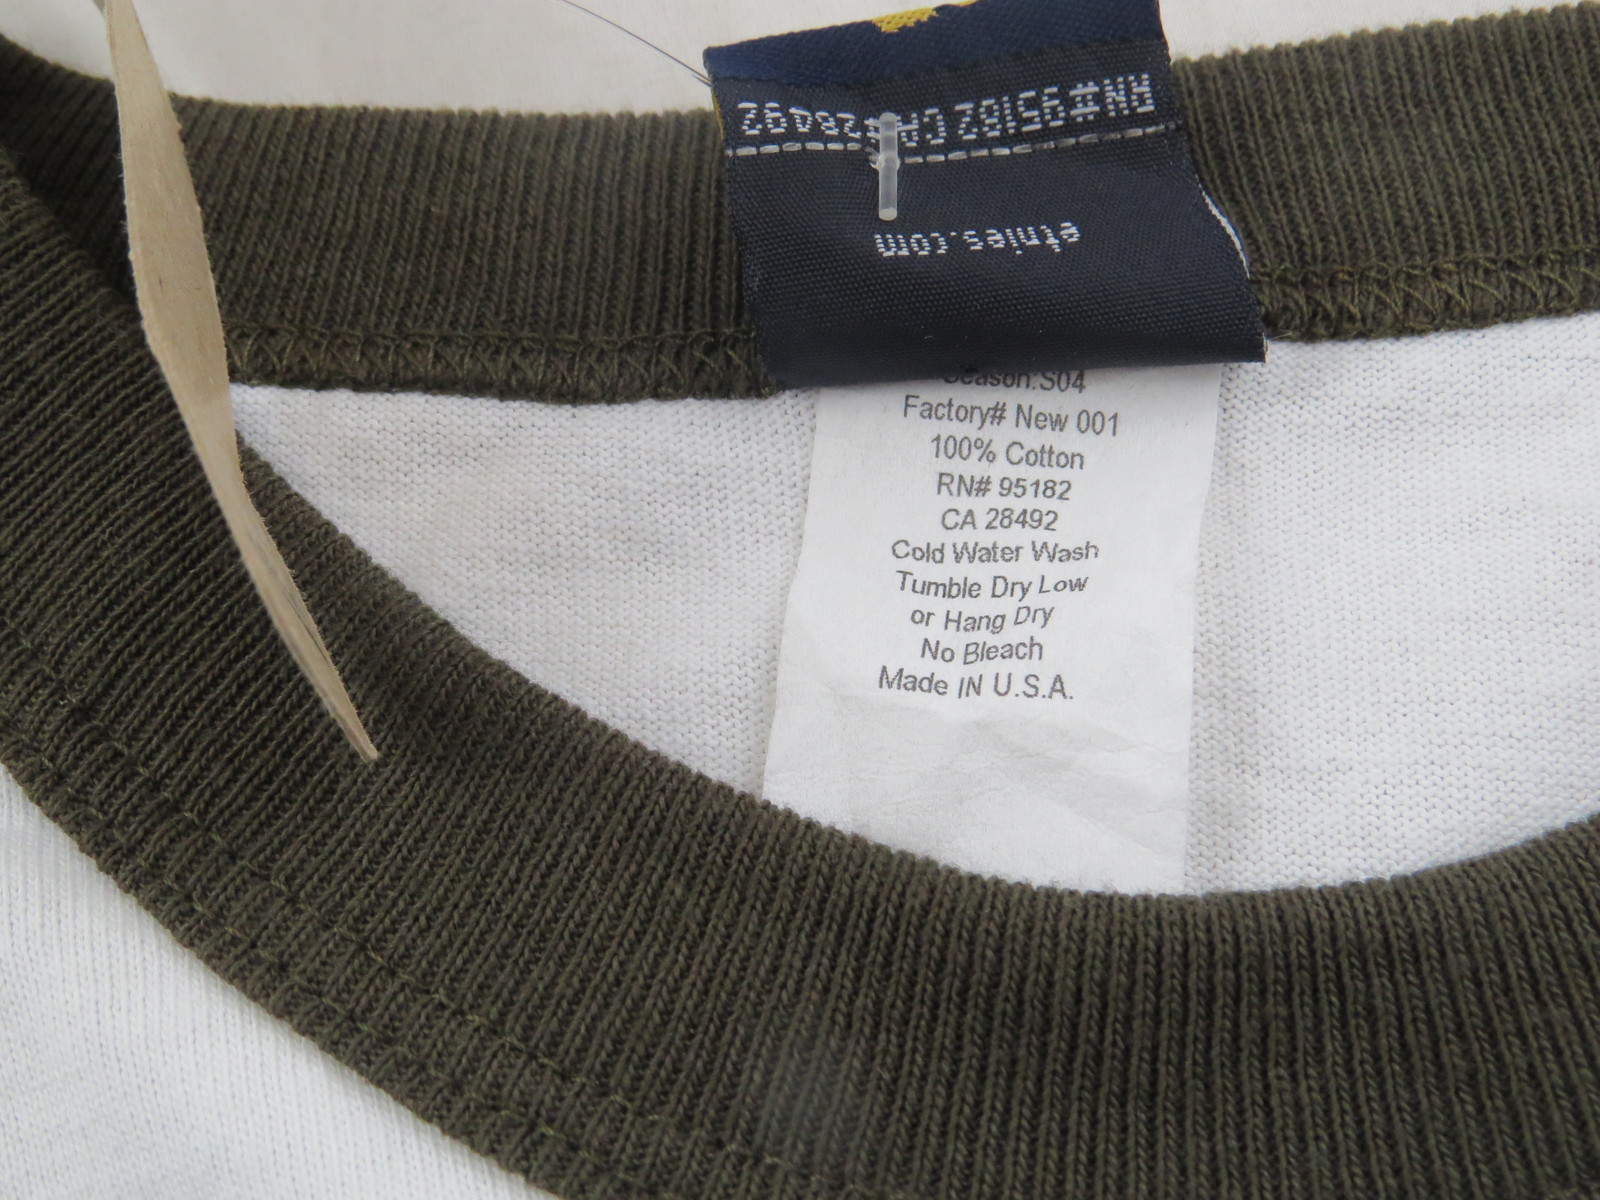 RN#95182 CA#28492
etnies.com
Season:S04
Factory# New 001
100% Cotton
RN# 95182
CA 28492
Cold Water Wash
Tumble Dry Low
or Hang Dry
No Bleach
Made IN U.S.A.